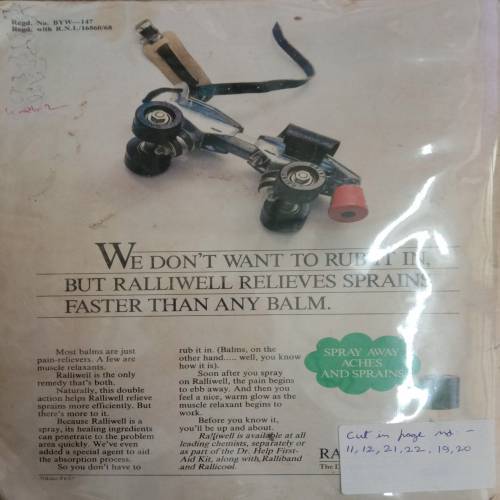 Regd. No. BYW—147
Regd. with R.N.I./16860/68
WE DON'T WANT TO RUB IT IN,
BUT RALLIWELL RELIEVES SPRAINS
FASTER THAN ANY BALM.
Most balms are just
pain-relievers. A few are
muscle relaxants.
Ralliwell is the only
remedy that's both.
Naturally, this double
action helps Ralliwell relieve
sprains more efficiently. But
there's more to it.
Because Ralliwell is a
spray, its healing ingredients
can penetrate to the problem
area quickly. We've even
added a special agent to aid
the absorption process.
So you don't have to
rub it in. (Balms, on the
other hand..... well, you know
how it is).
Soon after you spray
on Ralliwell, the pain begins
to ebb away. And then you
feel a nice, warm glow as the
muscle relaxant begins to
work.
Before you know it,
you'll be up and about.
Ralliwell is available at all
leading chemists, separately or
as part of the Dr. Help First-
Aid Kit, along with, Ralliband
and Rallicool.
SPRAY AWAY
ACHES
AND SPRAINS
RA
The D
Cut in page no -
11, 12, 21, 22, 19, 20